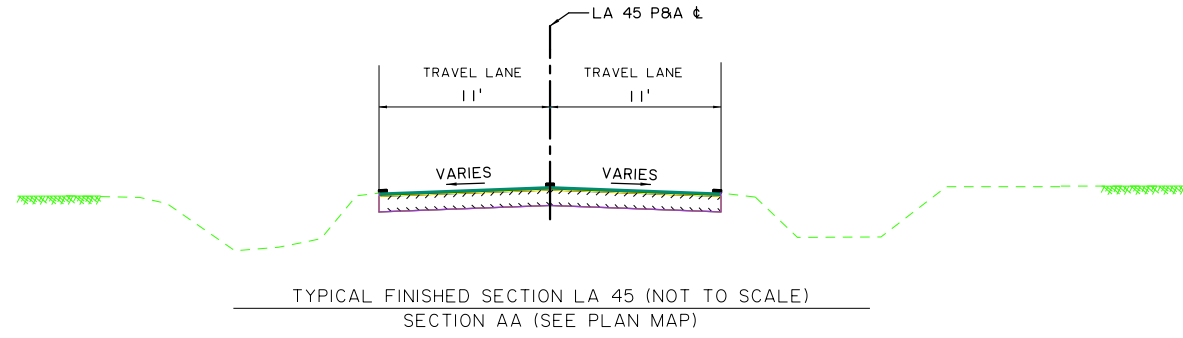 LA 45 P&A ℄
TRAVEL LANE TRAVEL LANE
11' 11'
VARIES VARIES
TYPICAL FINISHED SECTION LA 45 (NOT TO SCALE)
SECTION AA (SEE PLAN MAP)